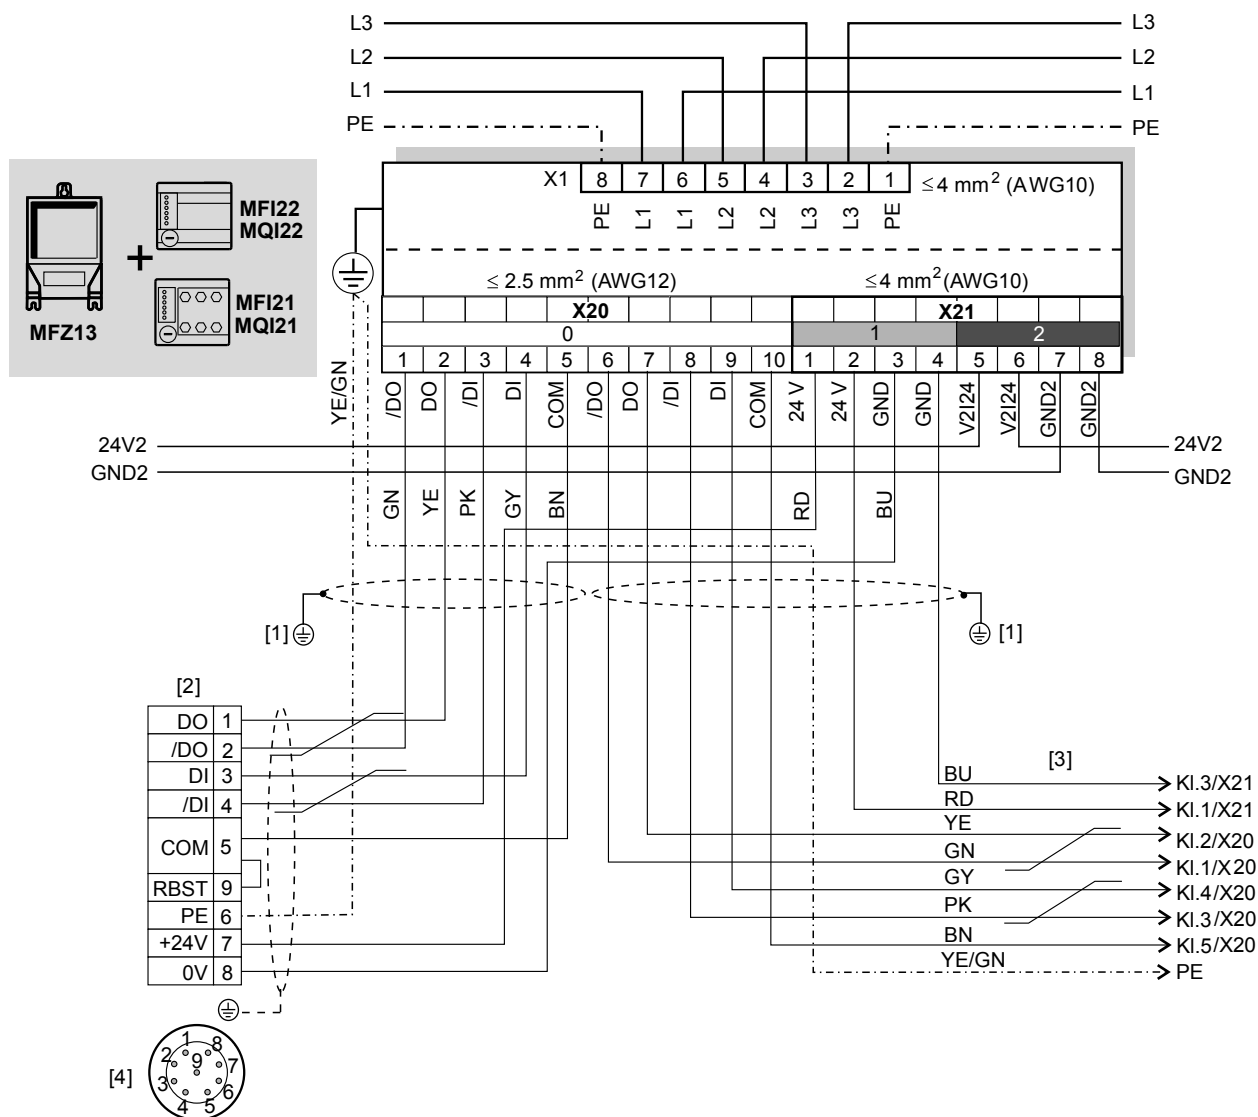 L3 L3
L2 L2
L1 L1
PE PE
X1 8 7 6 5 4 3 2 1 ≤4 mm² (AWG10)
PE L1 L1 L2 L2 L3 L3 PE
MFI22
MQI22
+
MFI21
MQI21
MFZ13
≤ 2.5 mm² (AWG12) ≤4 mm²(AWG10)
X20 X21
0 1 2
1 2 3 4 5 6 7 8 9 10 1 2 3 4 5 6 7 8
YE/GN /DO DO /DI DI COM /DO DO /DI DI COM 24 V 24 V GND GND V2I24 V2I24 GND2 GND2
24V2 24V2
GND2 GND2
GN YE PK GY BN RD BU
[1] [1]
[2]
DO 1
/DO 2
DI 3
/DI 4
COM 5
RBST 9
PE 6
+24V 7
0V 8
[3]
BU KI.3/X21
RD KI.1/X21
YE KI.2/X20
GN KI.1/X20
GY KI.4/X20
PK KI.3/X20
BN KI.5/X20
YE/GN PE
[4]
1 8
2 9 7
3 6
4 5